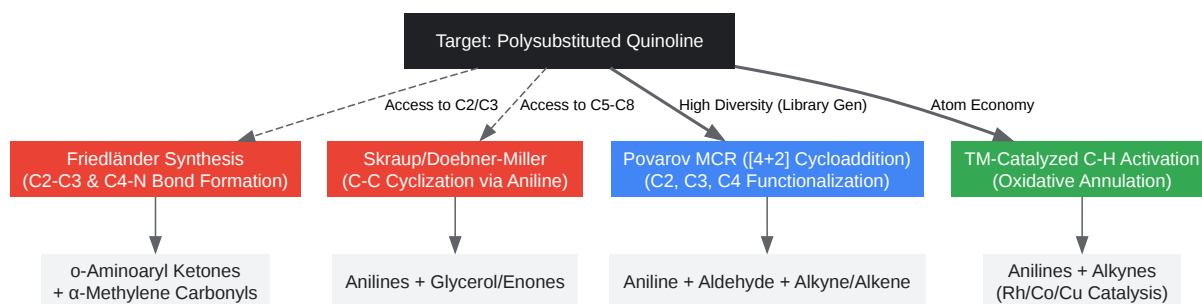 Target: Polysubstituted Quinoline
Access to C2/C3
Access to C5-C8
High Diversity (Library Gen)
Atom Economy
Friedländer Synthesis
(C2-C3 & C4-N Bond Formation)
Skraup/Doebner-Miller
(C-C Cyclization via Aniline)
Povarov MCR ([4+2] Cycloaddition)
(C2, C3, C4 Functionalization)
TM-Catalyzed C-H Activation
(Oxidative Annulation)
o-Aminoaryl Ketones
+ α-Methylene Carbonyls
Anilines + Glycerol/Enones
Aniline + Aldehyde + Alkyne/Alkene
Anilines + Alkynes
(Rh/Co/Cu Catalysis)